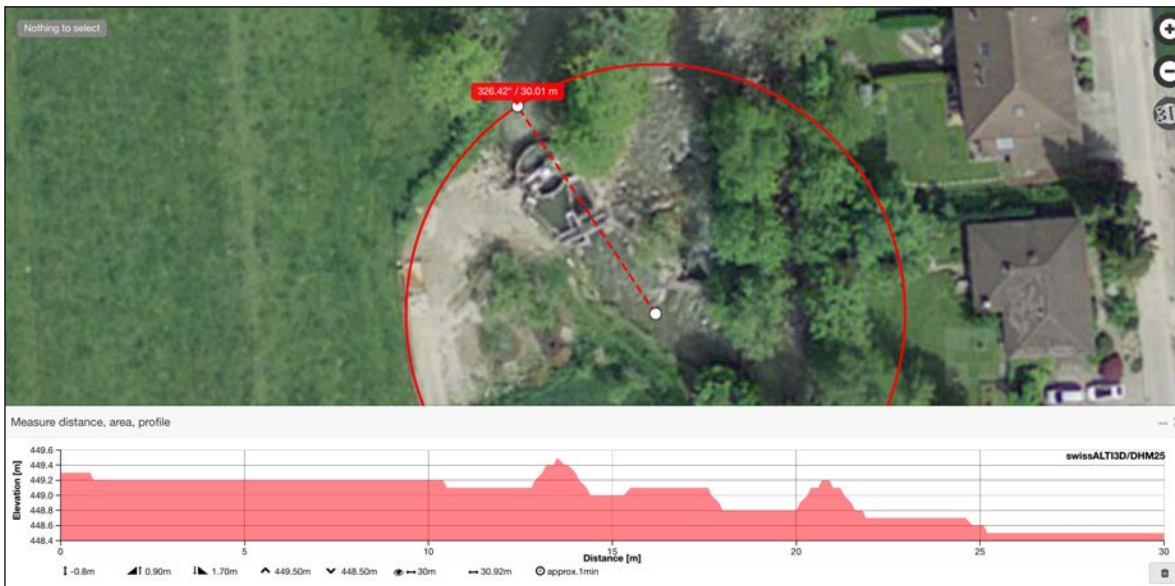 Nothing to select
326.42° / 30.01 m
Measure distance, area, profile
swissALTI3D/DHM25
Elevation [m]
449.6
449.4
449.2
449.0
448.8
448.6
448.4
0 5 10 15 20 25 30
Distance [m]
-0.8m 0.90m 1.70m 449.50m 448.50m 30m 30.92m approx.1min